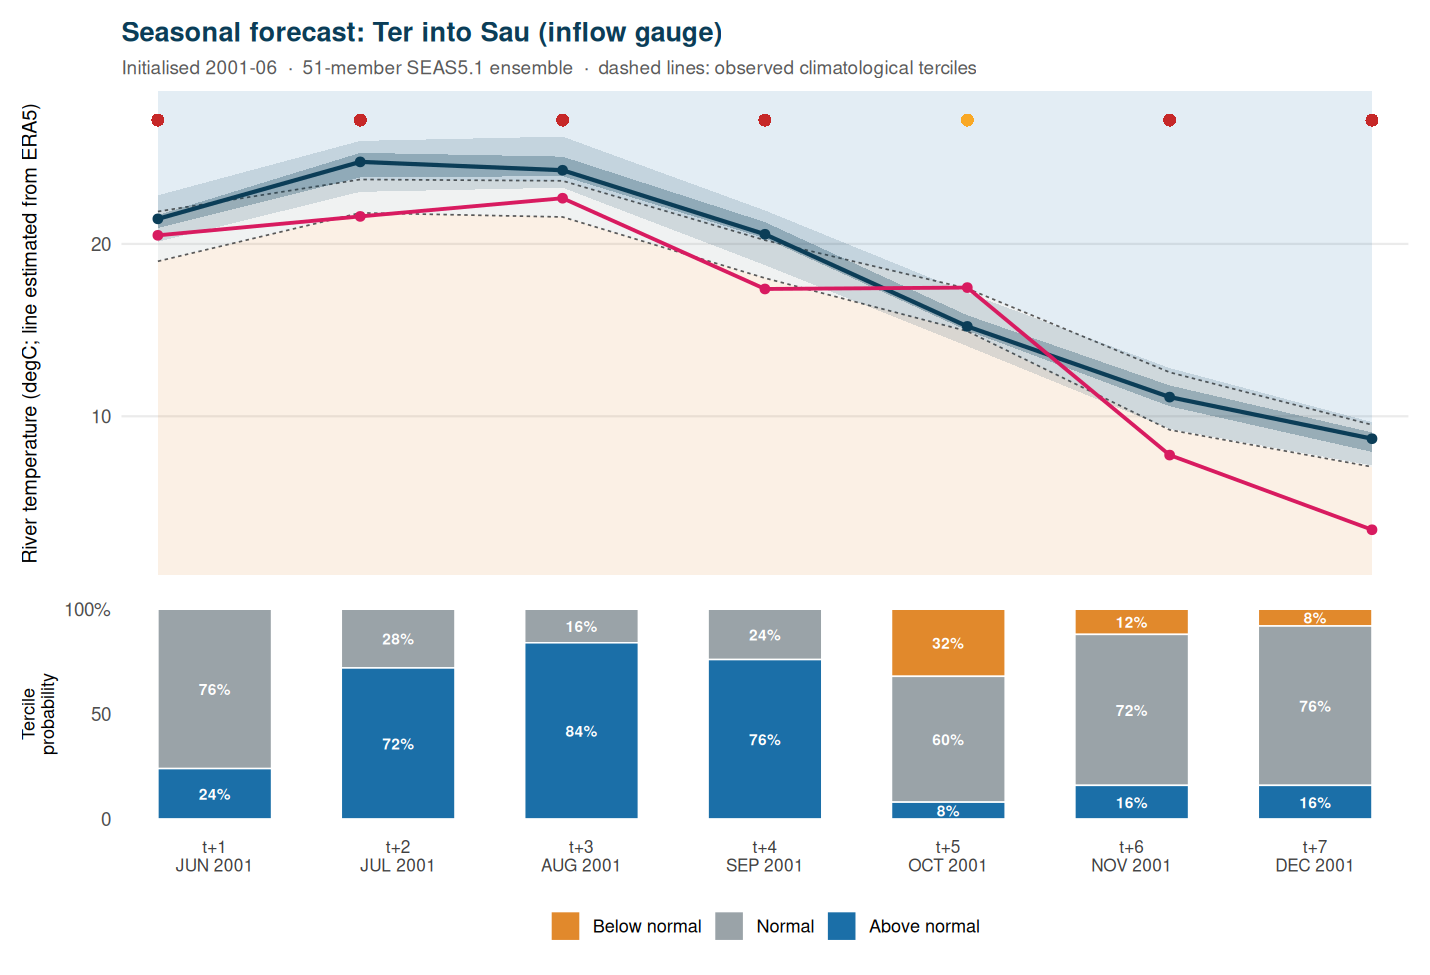 Seasonal forecast: Ter into Sau (inflow gauge)
Initialised 2001-06 · 51-member SEAS5.1 ensemble · dashed lines: observed climatological terciles
River temperature (degC; line estimated from ERA5)
20
10
Tercile
probability
100%
50
0
76%
24%
28%
72%
16%
84%
24%
76%
32%
60%
8%
12%
72%
16%
8%
76%
16%
t+1
JUN 2001
t+2
JUL 2001
t+3
AUG 2001
t+4
SEP 2001
t+5
OCT 2001
t+6
NOV 2001
t+7
DEC 2001
Below normal
Normal
Above normal